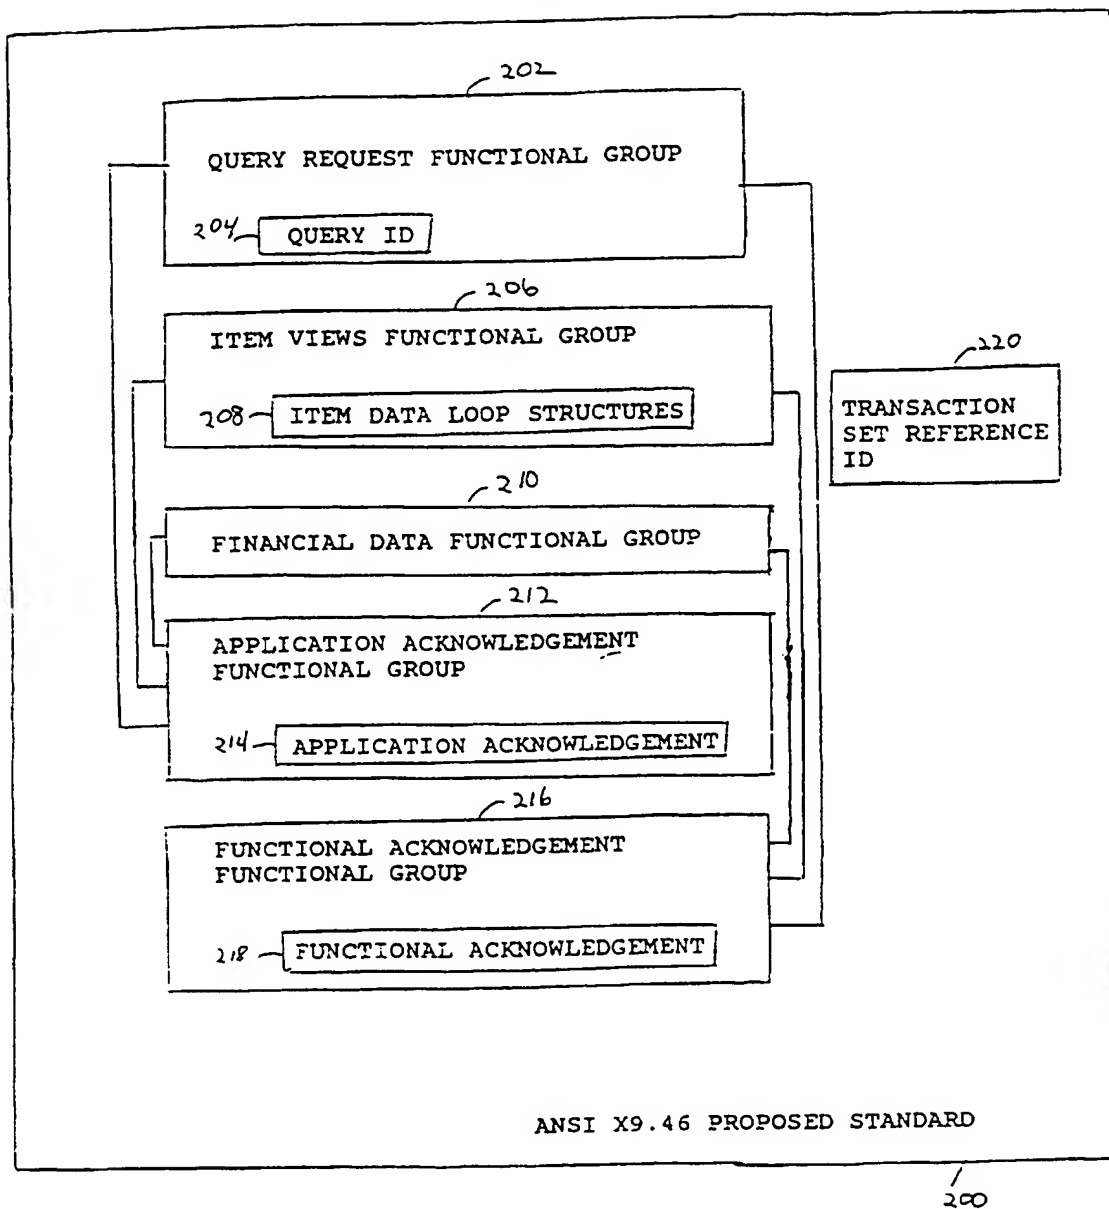 202
QUERY REQUEST FUNCTIONAL GROUP
204
QUERY ID
206
ITEM VIEWS FUNCTIONAL GROUP
208
ITEM DATA LOOP STRUCTURES
220
TRANSACTION
SET REFERENCE
ID
210
FINANCIAL DATA FUNCTIONAL GROUP
212
APPLICATION ACKNOWLEDGEMENT
FUNCTIONAL GROUP
214
APPLICATION ACKNOWLEDGEMENT
216
FUNCTIONAL ACKNOWLEDGEMENT
FUNCTIONAL GROUP
218
FUNCTIONAL ACKNOWLEDGEMENT
ANSI X9.46 PROPOSED STANDARD
200